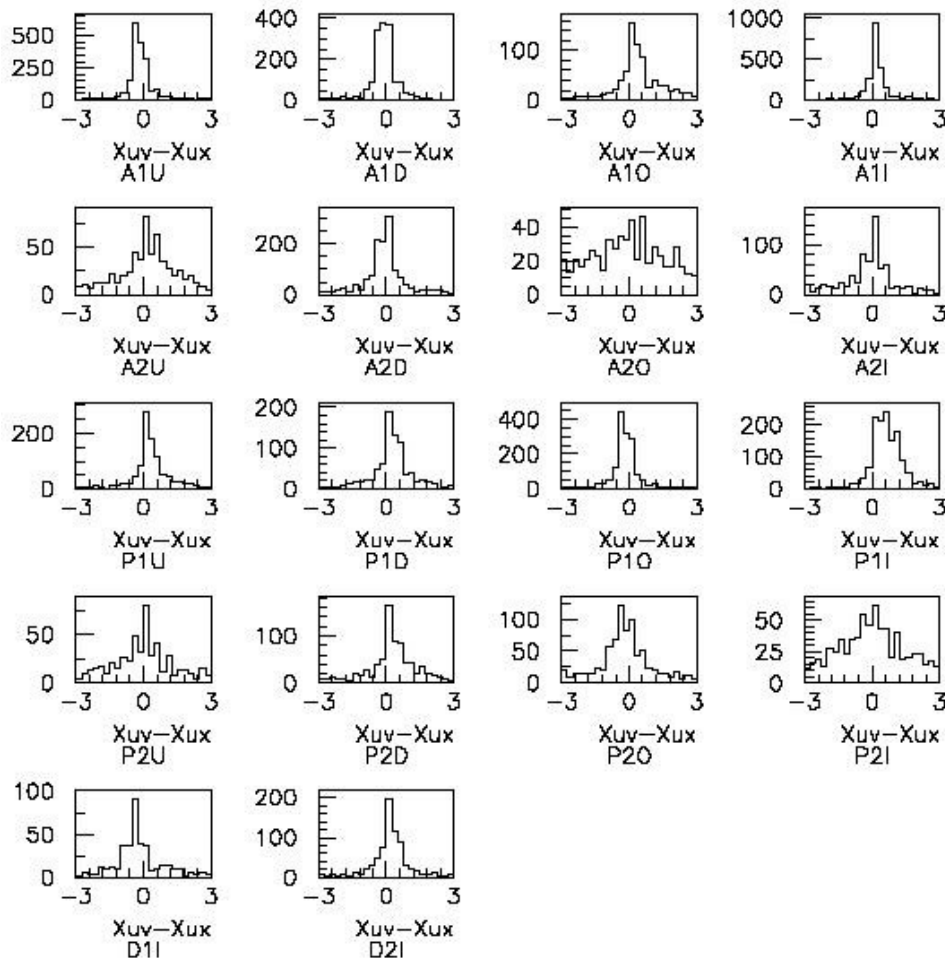 500
250
0
-3 0 3
Xuv-Xux
A1U
400
200
0
-3 0 3
Xuv-Xux
A1D
100
0
-3 0 3
Xuv-Xux
A1O
1000
500
0
-3 0 3
Xuv-Xux
A1I
50
0
-3 0 3
Xuv-Xux
A2U
200
0
-3 0 3
Xuv-Xux
A2D
40
20
0
-3 0 3
Xuv-Xux
A2O
100
0
-3 0 3
Xuv-Xux
A2I
200
0
-3 0 3
Xuv-Xux
P1U
200
100
0
-3 0 3
Xuv-Xux
P1D
400
200
0
-3 0 3
Xuv-Xux
P1O
200
100
0
-3 0 3
Xuv-Xux
P1I
50
0
-3 0 3
Xuv-Xux
P2U
100
0
-3 0 3
Xuv-Xux
P2D
100
50
0
-3 0 3
Xuv-Xux
P2O
50
25
0
-3 0 3
Xuv-Xux
P2I
100
50
0
-3 0 3
Xuv-Xux
D1I
200
100
0
-3 0 3
Xuv-Xux
D2I